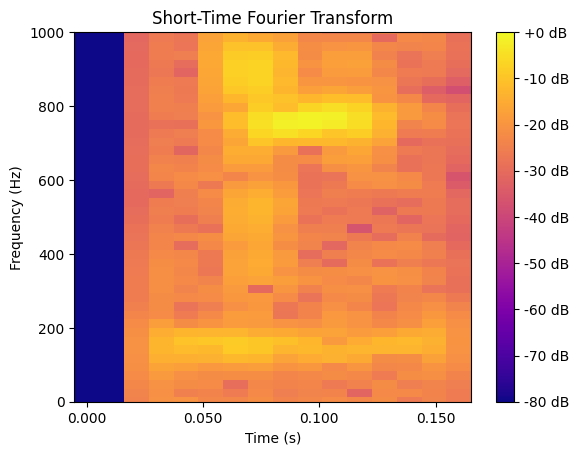 Short-Time Fourier Transform
Frequency (Hz)
1000
800
600
400
200
0
0.000
0.050
0.100
0.150
Time (s)
+0 dB
-10 dB
-20 dB
-30 dB
-40 dB
-50 dB
-60 dB
-70 dB
-80 dB